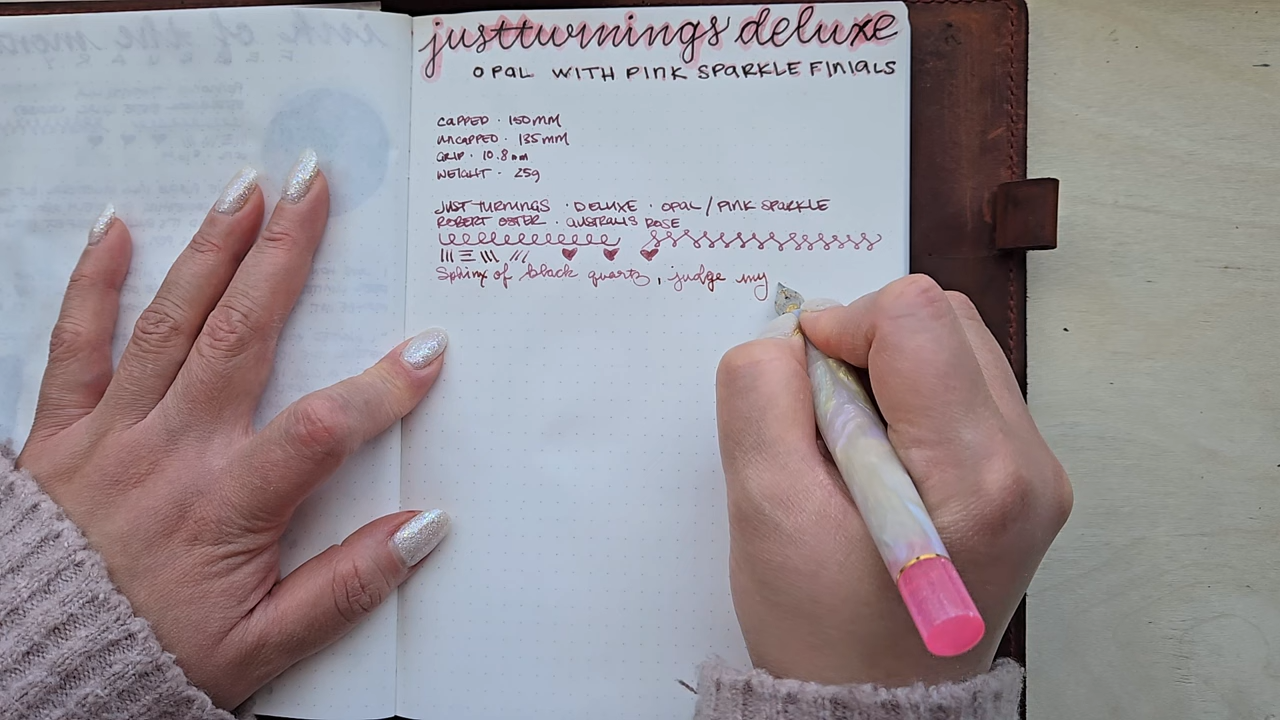 justturnings deluxe
OPAL WITH PINK SPARKLE FINIALS
CAPPED · 150MM
UNCAPPED · 135MM
GRIP · 10.8mm
WEIGHT · 25g
JUST TURNINGS · DELUXE · OPAL / PINK SPARKLE
ROBERT OSTER · AUSTRALIS ROSE
Sphinx of black quartz, judge my